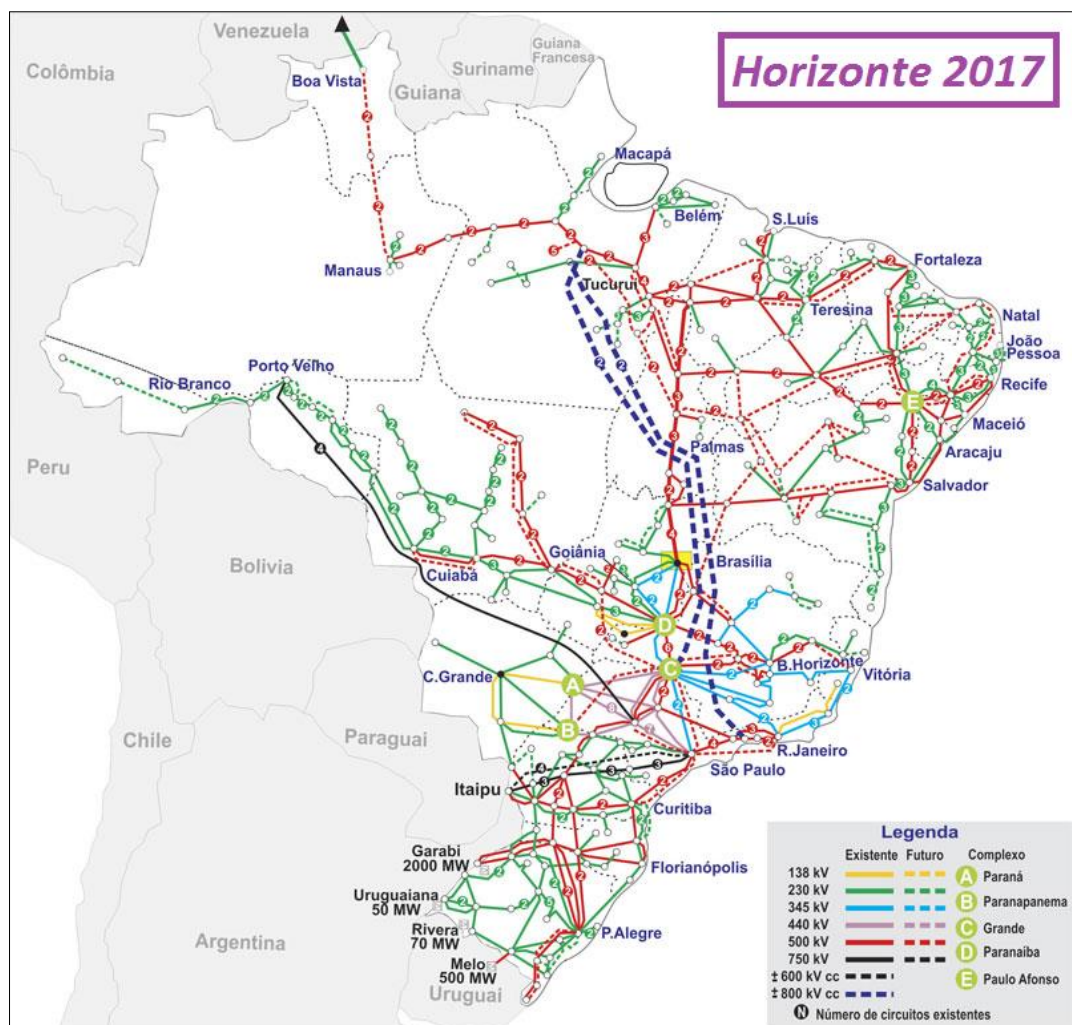 Horizonte 2017
Venezuela
Colômbia
Guiana
Suriname
Guiana
Francesa
Boa Vista
Macapá
Belém
S.Luís
Fortaleza
Manaus
Tucuruí
Teresina
Natal
João
Pessoa
Recife
Maceió
Aracaju
Salvador
Porto Velho
Rio Branco
Palmas
Peru
Bolívia
Cuiabá
Goiânia
Brasília
D
C
B.Horizonte
Vitória
E
C.Grande
A
B
Paraguai
Chile
R.Janeiro
São Paulo
Itaipu
Curitiba
Garabi
2000 MW
Florianópolis
Uruguaiana
50 MW
Rivera
70 MW
P.Alegre
Melo
500 MW
Argentina
Uruguai
Legenda
Existente Futuro Complexo
138 kV A Paraná
230 kV
345 kV B Paranapanema
440 kV C Grande
500 kV D Paranaíba
750 kV
±600 kV cc E Paulo Afonso
±800 kV cc
N Número de circuitos existentes